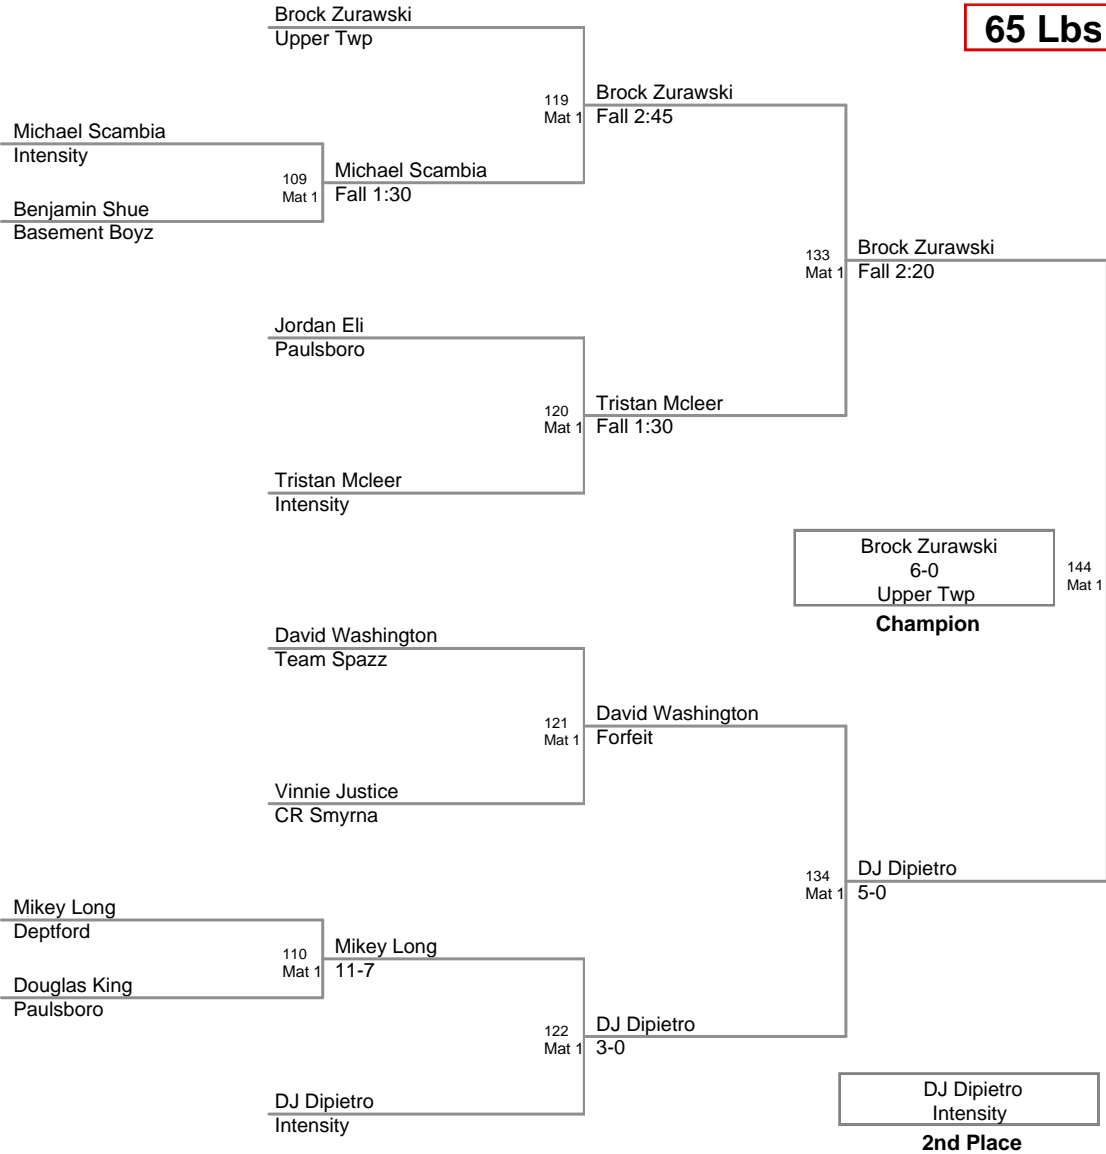 65 Lbs
Brock Zurawski
Upper Twp
119
Mat 1
Brock Zurawski
Fall 2:45
Michael Scambia
Intensity
109
Mat 1
Michael Scambia
Fall 1:30
Benjamin Shue
Basement Boyz
133
Mat 1
Brock Zurawski
Fall 2:20
Jordan Eli
Paulsboro
120
Mat 1
Tristan Mcleer
Fall 1:30
Tristan Mcleer
Intensity
Brock Zurawski
6-0
Upper Twp
Champion
144
Mat 1
David Washington
Team Spazz
121
Mat 1
David Washington
Forfeit
Vinnie Justice
CR Smyrna
134
Mat 1
DJ Dipietro
5-0
Mikey Long
Deptford
110
Mat 1
Mikey Long
11-7
Douglas King
Paulsboro
122
Mat 1
DJ Dipietro
3-0
DJ Dipietro
Intensity
DJ Dipietro
Intensity
2nd Place